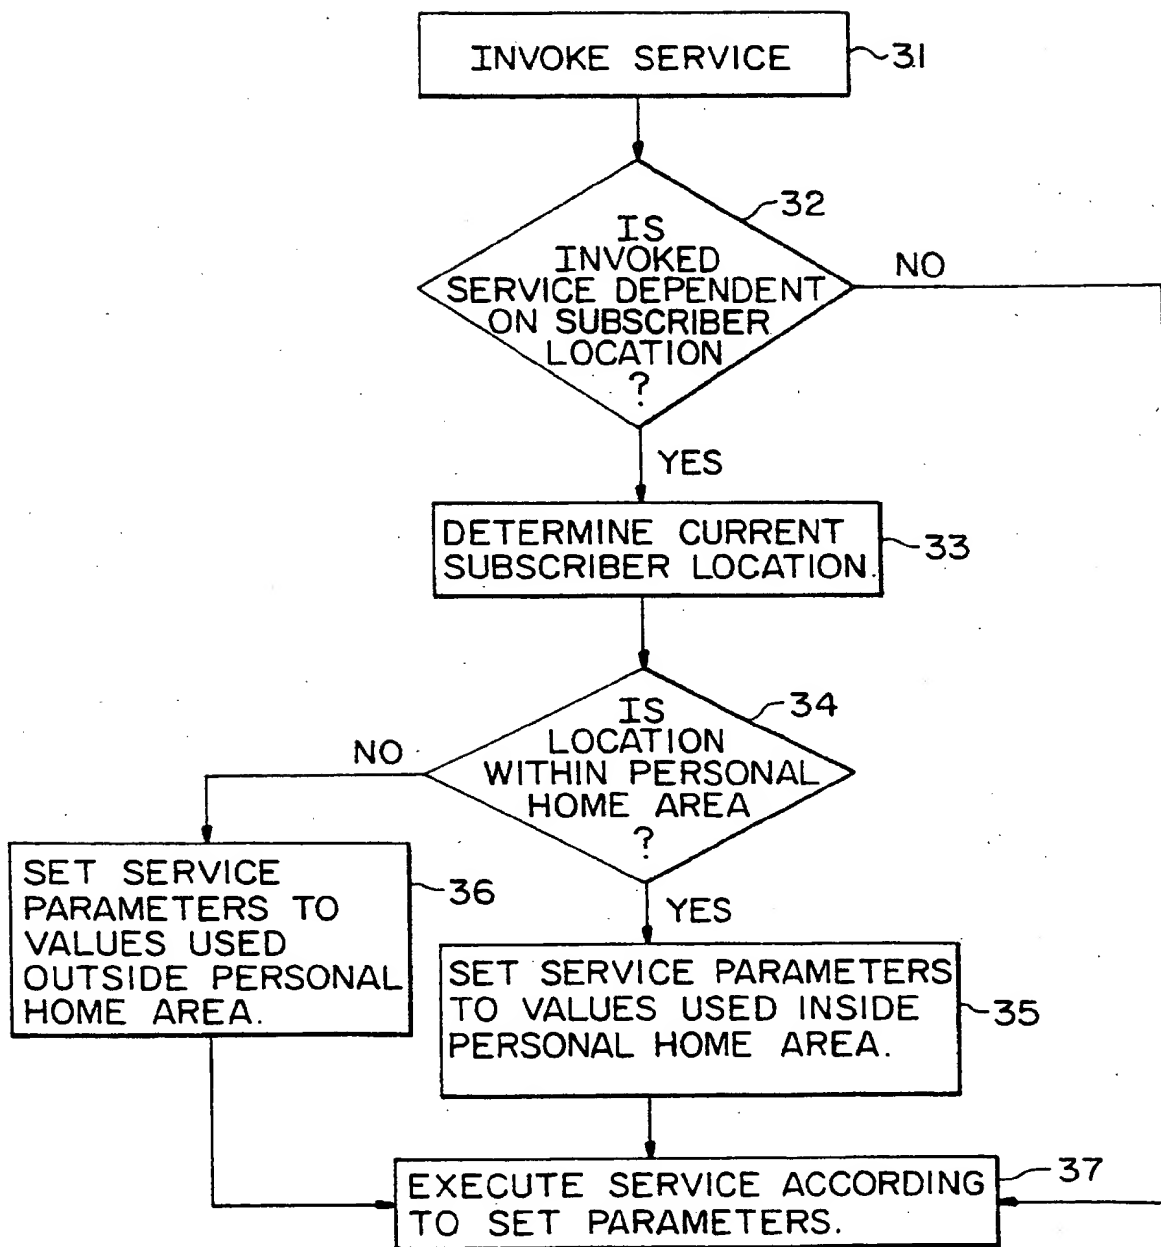 INVOKE SERVICE
31
32
IS
INVOKED
SERVICE DEPENDENT
ON SUBSCRIBER
LOCATION
?
NO
YES
DETERMINE CURRENT
SUBSCRIBER LOCATION.
33
34
IS
LOCATION
WITHIN PERSONAL
HOME AREA
?
NO
YES
SET SERVICE
PARAMETERS TO
VALUES USED
OUTSIDE PERSONAL
HOME AREA.
36
SET SERVICE PARAMETERS
TO VALUES USED INSIDE
PERSONAL HOME AREA.
35
EXECUTE SERVICE ACCORDING
TO SET PARAMETERS.
37